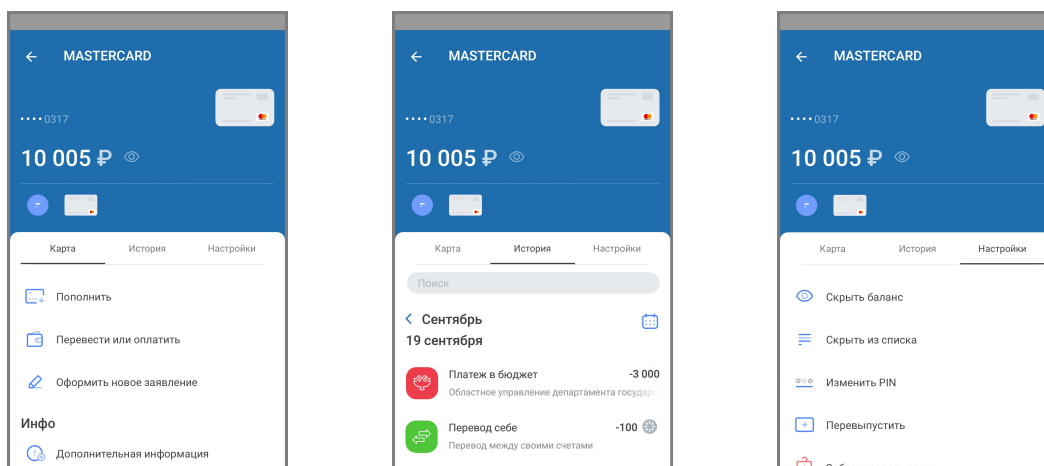 MASTERCARD
•••• 0317
10 005 ₽
Карта История Настройки
Пополнить
Перевести или оплатить
Оформить новое заявление
Инфо
Дополнительная информация
MASTERCARD
•••• 0317
10 005 ₽
Карта История Настройки
Поиск
Сентябрь
19 сентября
Платеж в бюджет -3 000
Областное управление департамента
Перевод себе -100
Перевод между своими счетами
MASTERCARD
•••• 0317
10 005 ₽
Карта История Настройки
Скрыть баланс
Скрыть из списка
Изменить PIN
Перевыпустить